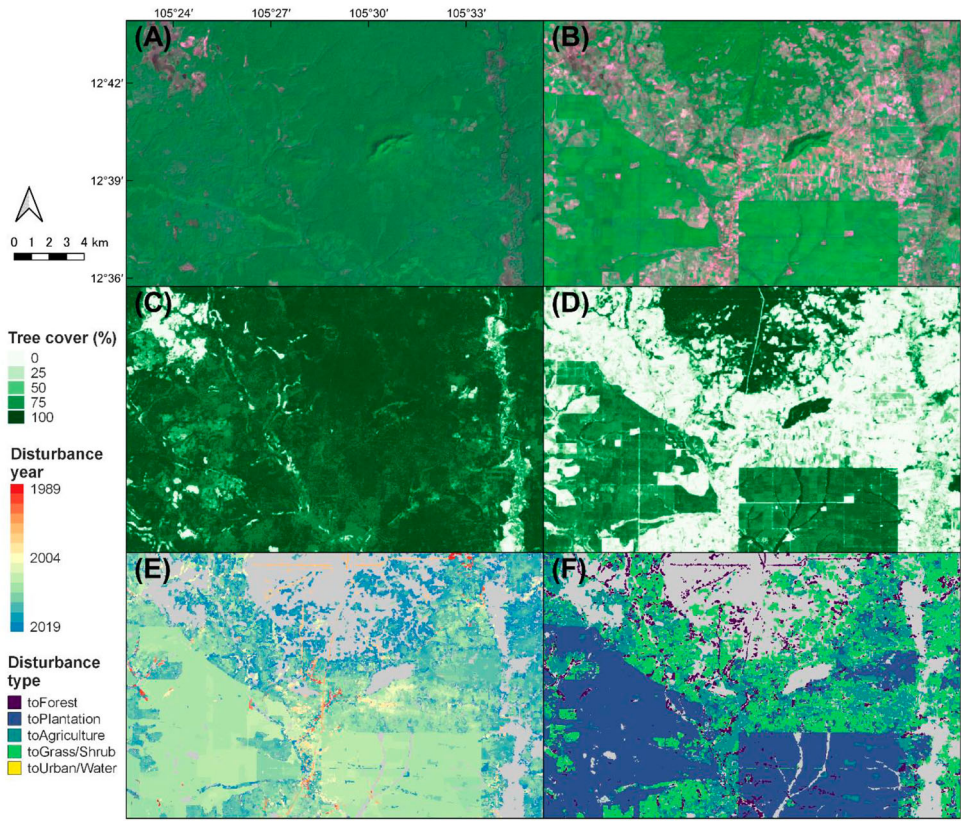 105°24' 105°27' 105°30' 105°33'
(A) (B)
12°42'
12°39'
0 1 2 3 4 km
12°36'
(C) (D)
Tree cover (%)
0
25
50
75
100
Disturbance
year
1989
2004
2019
(E) (F)
Disturbance
type
toForest
toPlantation
toAgriculture
toGrass/Shrub
toUrban/Water